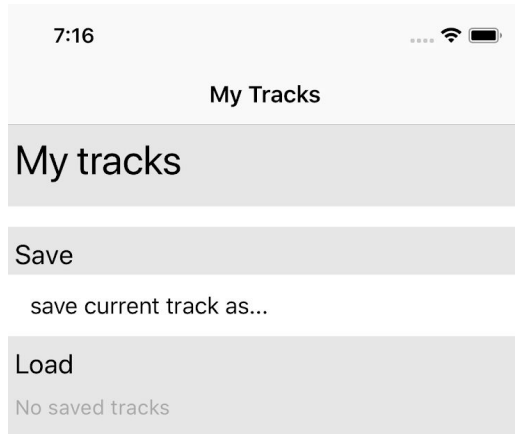 7:16
My Tracks
My tracks
Save
save current track as...
Load
No saved tracks